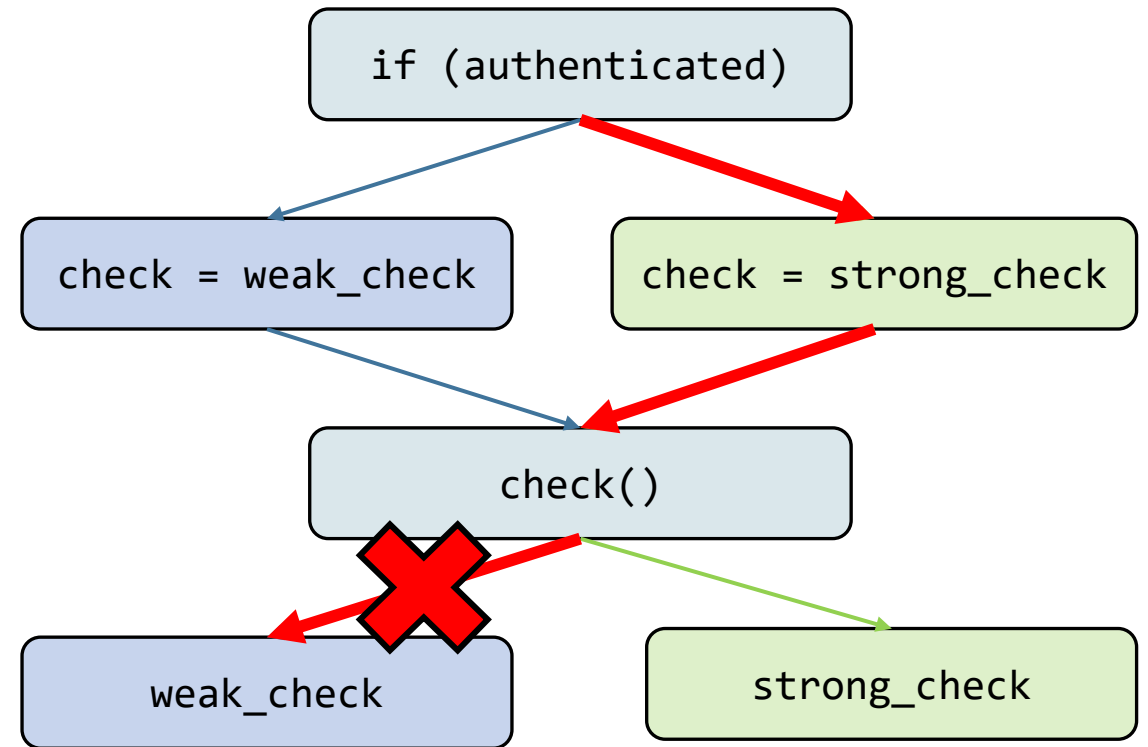 if (authenticated)
check = weak_check
check = strong_check
check()
weak_check
strong_check